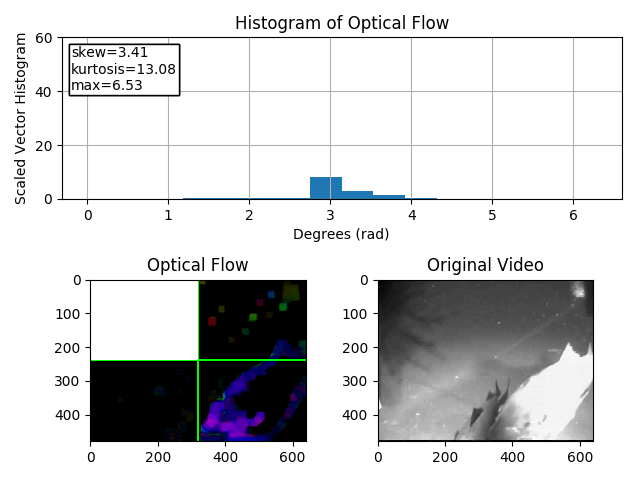 Histogram of Optical Flow
Scaled Vector Histogram
60
40
20
0
skew=3.41
kurtosis=13.08
max=6.53
0 1 2 3 4 5 6
Degrees (rad)
Optical Flow
0
100
200
300
400
0 200 400 600
Original Video
0
100
200
300
400
0 200 400 600